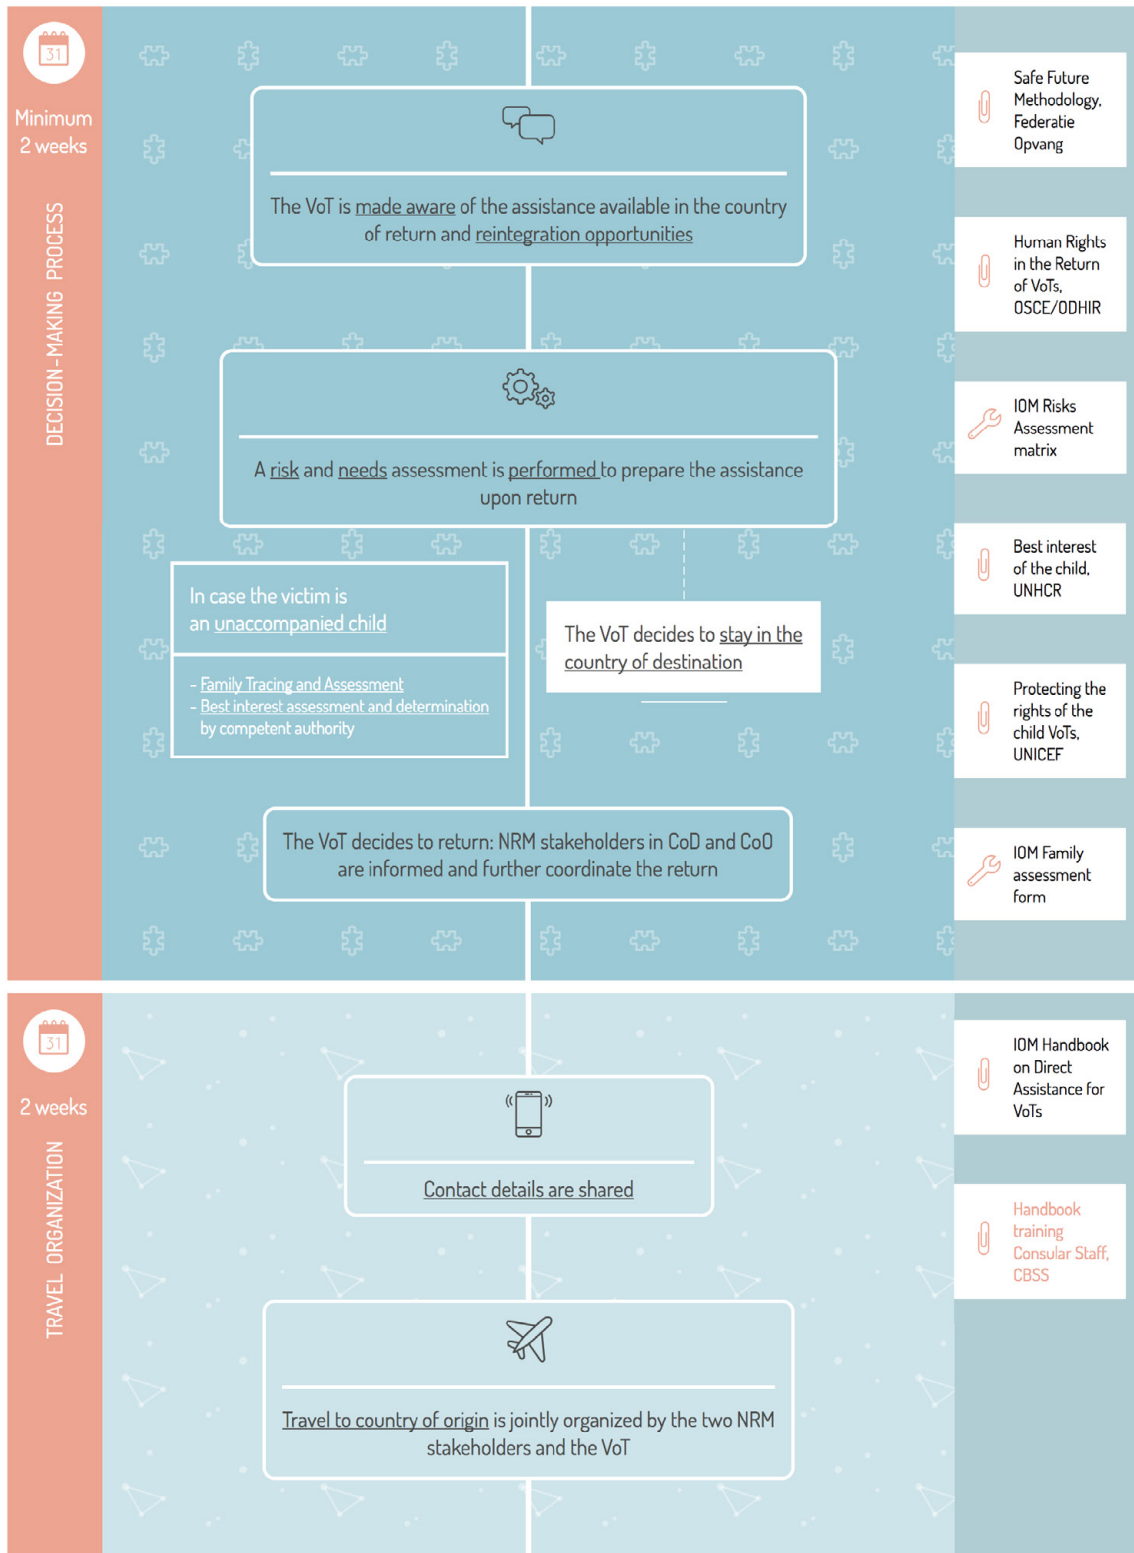 31
Minimum
2 weeks
DECISION-MAKING PROCESS
The VoT is made aware of the assistance available in the country
of return and reintegration opportunities
A risk and needs assessment is performed to prepare the assistance
upon return
In case the victim is
an unaccompanied child
- Family Tracing and Assessment
- Best interest assessment and determination
by competent authority
The VoT decides to stay in the
country of destination
The VoT decides to return: NRM stakeholders in CoD and CoO
are informed and further coordinate the return
Safe Future
Methodology,
Federatie
Opvang
Human Rights
in the Return
of VoTs,
OSCE/ODHIR
IOM Risks
Assessment
matrix
Best interest
of the child,
UNHCR
Protecting the
rights of the
child VoTs,
UNICEF
IOM Family
assessment
form
31
2 weeks
TRAVEL ORGANIZATION
Contact details are shared
Travel to country of origin is jointly organized by the two NRM
stakeholders and the VoT
IOM Handbook
on Direct
Assistance for
VoTs
Handbook
training
Consular Staff,
CBSS